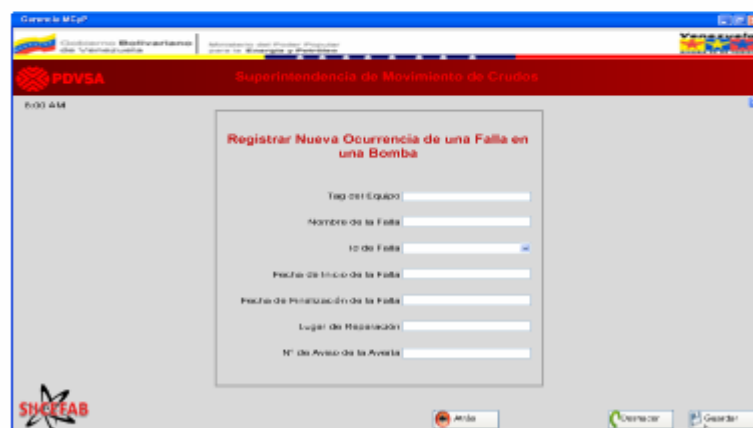 Gerencia MCyP
Gobierno Bolivariano
de Venezuela
Ministerio del Poder Popular
para la Energía y Petróleo
Venezuela
PDVSA
Superintendencia de Movimiento de Crudos
8:00 AM
Registrar Nueva Ocurrencia de una Falla en
una Bomba
Tag del Equipo
Nombre de la Falla
Id de Falla
Fecha de Inicio de la Falla
Fecha de Finalización de la Falla
Lugar de Reparación
N° de Aviso de la Avería
Atrás
Deshacer
Guardar